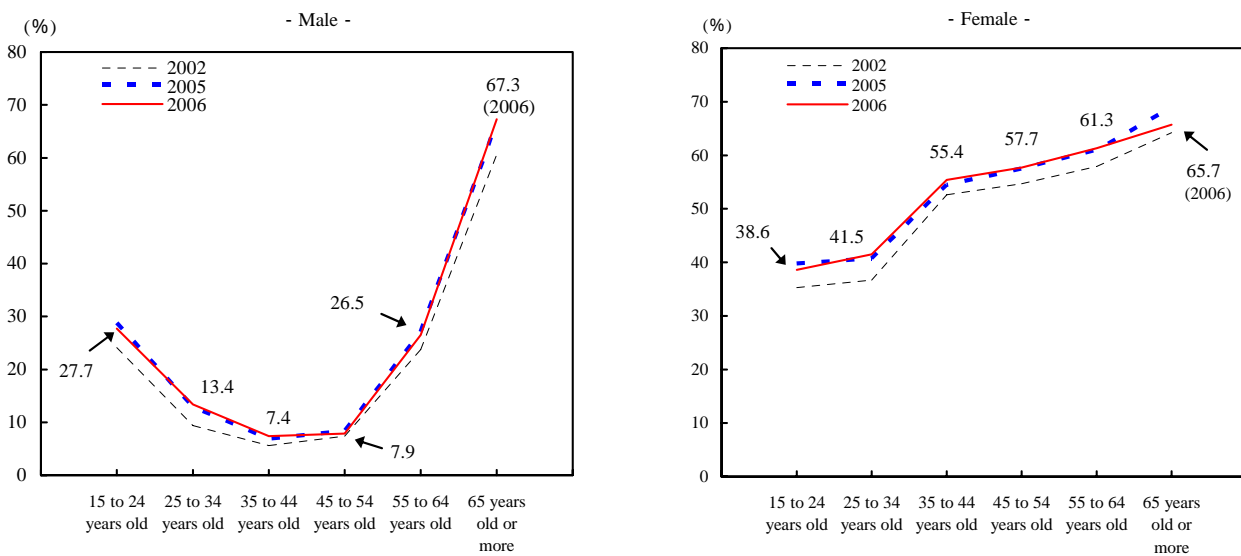 - Male -
(%)
80
70
60
50
40
30
20
10
0
2002
2005
2006
67.3
(2006)
26.5
27.7
13.4
7.4
7.9
15 to 24
years old
25 to 34
years old
35 to 44
years old
45 to 54
years old
55 to 64
years old
65 years
old or
more
- Female -
(%)
80
70
60
50
40
30
20
10
0
2002
2005
2006
38.6
41.5
55.4
57.7
61.3
65.7
(2006)
15 to 24
years old
25 to 34
years old
35 to 44
years old
45 to 54
years old
55 to 64
years old
65 years
old or
more